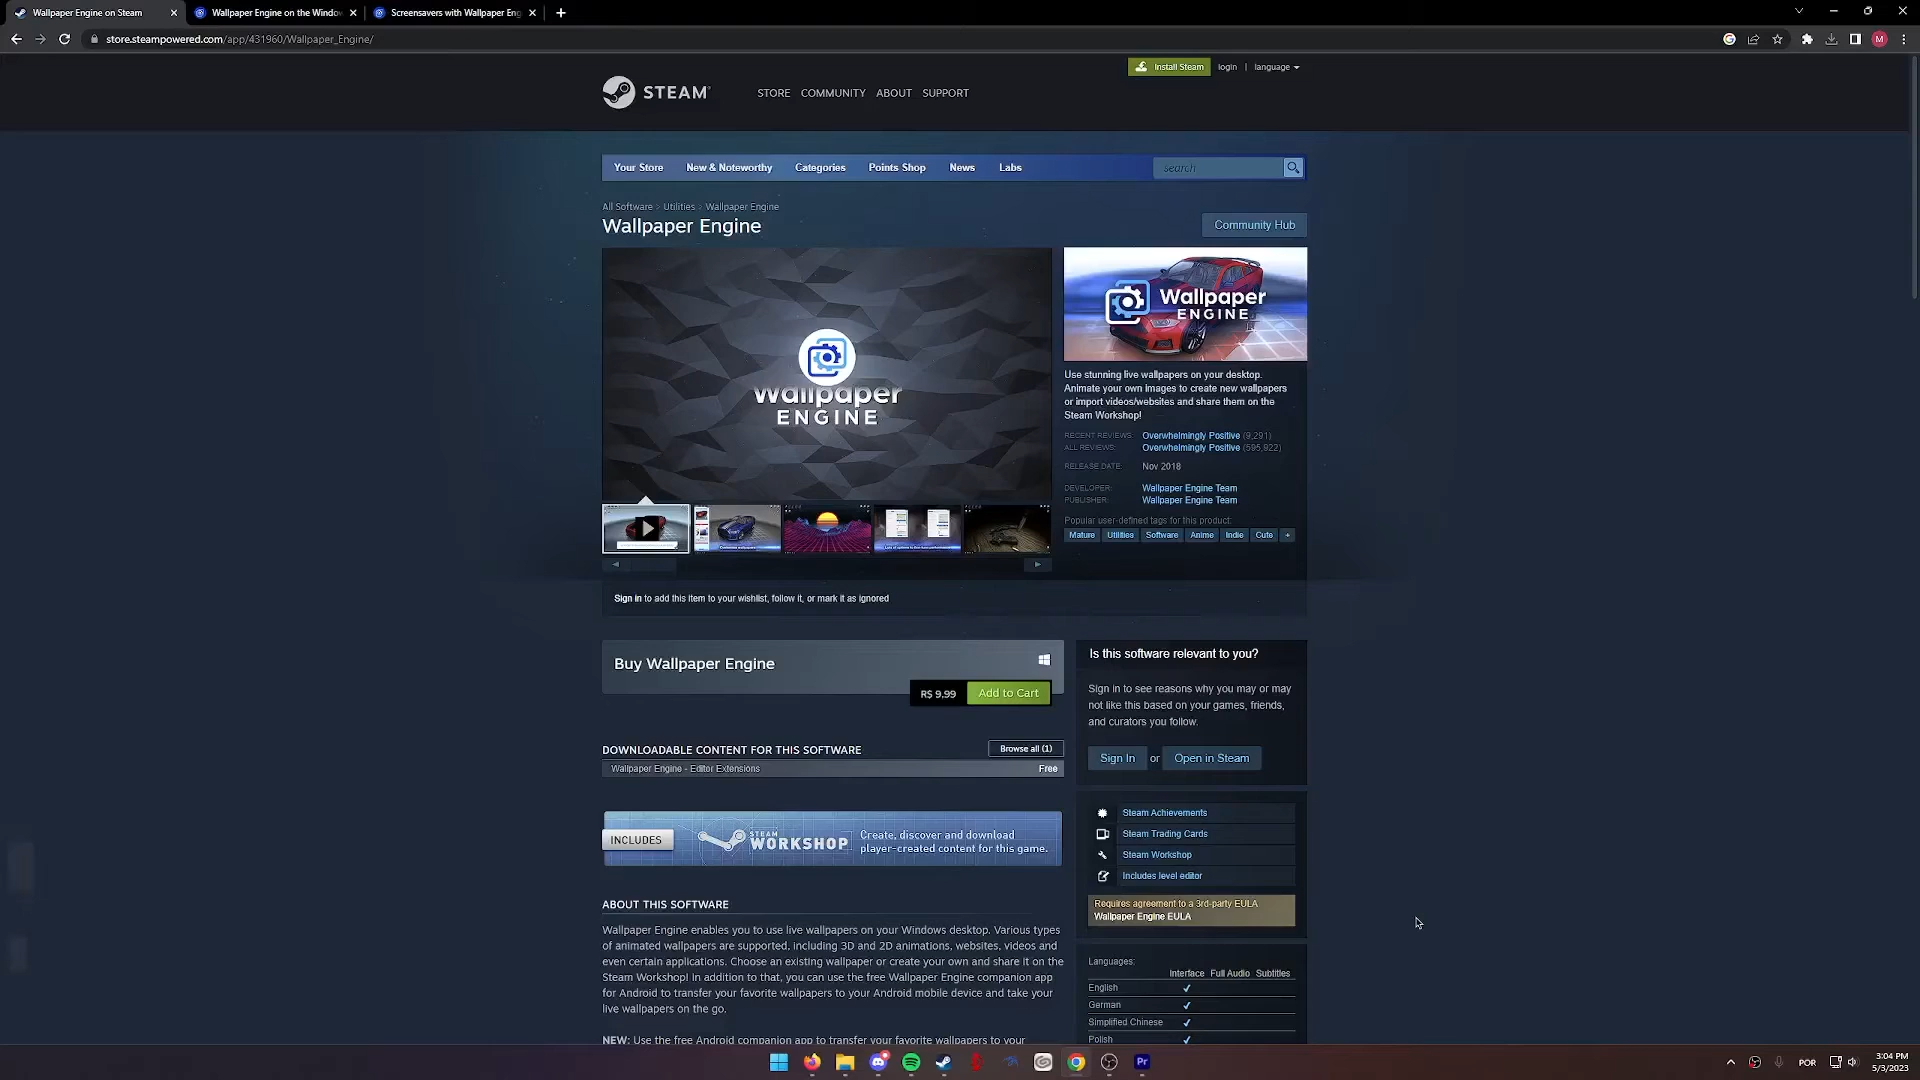 Wallpaper Engine on Steam
Wallpaper Engine on the Window
Screensavers with Wallpaper Eng
store.steampowered.com/app/431960/Wallpaper_Engine/
M
Install Steam
login
language
STEAM
STORE
COMMUNITY
ABOUT
SUPPORT
Your Store
New & Noteworthy
Categories
Points Shop
News
Labs
search
All Software > Utilities > Wallpaper Engine
Wallpaper Engine
Community Hub
Wallpaper
ENGINE
Wallpaper
ENGINE
Use stunning live wallpapers on your desktop.
Animate your own images to create new wallpapers
or import videos/websites and share them on the
Steam Workshop!
RECENT REVIEWS: Overwhelmingly Positive (9,291)
ALL REVIEWS: Overwhelmingly Positive (595,922)
RELEASE DATE: Nov 2018
DEVELOPER: Wallpaper Engine Team
PUBLISHER: Wallpaper Engine Team
Popular user-defined tags for this product:
Mature Utilities Software Anime Indie Cute +
Sign in to add this item to your wishlist, follow it, or mark it as ignored
Buy Wallpaper Engine
R$ 9.99
Add to Cart
DOWNLOADABLE CONTENT FOR THIS SOFTWARE
Browse all (1)
Wallpaper Engine - Editor Extensions
Free
INCLUDES
STEAM
WORKSHOP
Create, discover and download
player-created content for this game.
ABOUT THIS SOFTWARE
Wallpaper Engine enables you to use live wallpapers on your Windows desktop. Various types
of animated wallpapers are supported, including 3D and 2D animations, websites, videos and
even certain applications. Choose an existing wallpaper or create your own and share it on the
Steam Workshop! In addition to that, you can use the free Wallpaper Engine companion app
for Android to transfer your favorite wallpapers to your Android mobile device and take your
live wallpapers on the go.
NEW: Use the free Android companion app to transfer your favorite wallpapers to your
Is this software relevant to you?
Sign in to see reasons why you may or may
not like this based on your games, friends,
and curators you follow.
Sign In or Open in Steam
Steam Achievements
Steam Trading Cards
Steam Workshop
Includes level editor
Requires agreement to a 3rd-party EULA
Wallpaper Engine EULA
Languages:
Interface Full Audio Subtitles
English
German
Simplified Chinese
Polish
Pr
POR
3:04 PM
5/3/2023